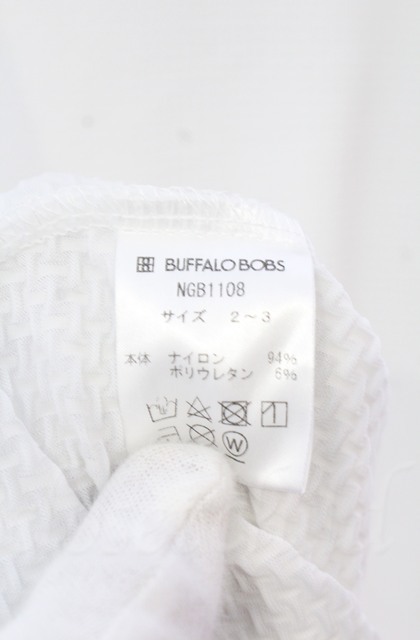 BUFFALO BOBS
NGB1108
サイズ 2～3
本体 ナイロン 94%
ポリウレタン 6%
W